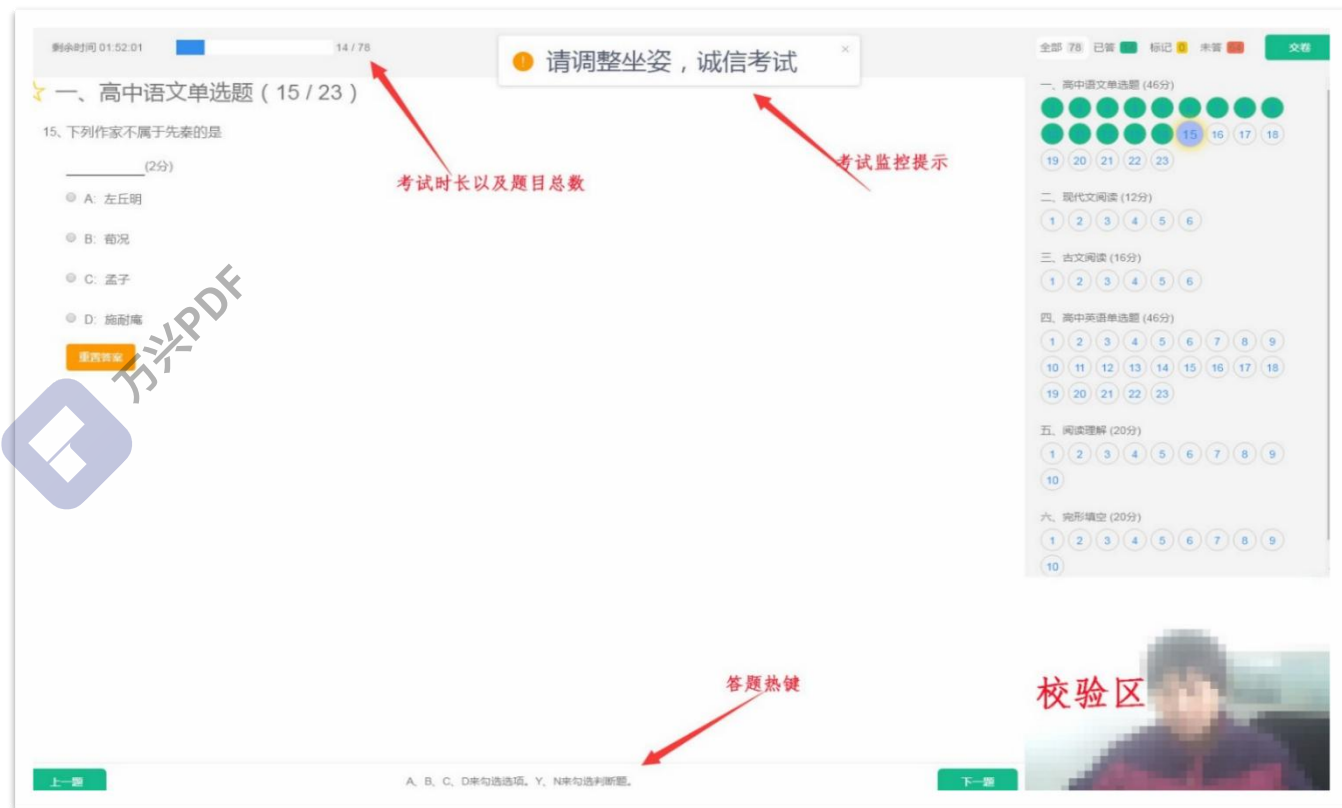 剩余时间 01:52:01
14 / 78
请调整坐姿，诚信考试 ×
全部 78 已答 标记 0 未答 64 交卷
一、高中语文单选题 ( 15 / 23 )
15、下列作家不属于先秦的是
________(2分)
A: 左丘明
B: 荀况
C: 孟子
D: 施耐庵
重置答案
考试时长以及题目总数
考试监控提示
一、高中语文单选题 (46分)
15 16 17 18
19 20 21 22 23
二、现代文阅读 (12分)
1 2 3 4 5 6
三、古文阅读 (16分)
1 2 3 4 5 6
四、高中英语单选题 (46分)
1 2 3 4 5 6 7 8 9
10 11 12 13 14 15 16 17 18
19 20 21 22 23
五、阅读理解 (20分)
1 2 3 4 5 6 7 8 9
10
六、完形填空 (20分)
1 2 3 4 5 6 7 8 9
10
万兴PDF
答题热键
校验区
上一题
A、B、C、D来勾选选项。Y、N来勾选判断题。
下一题